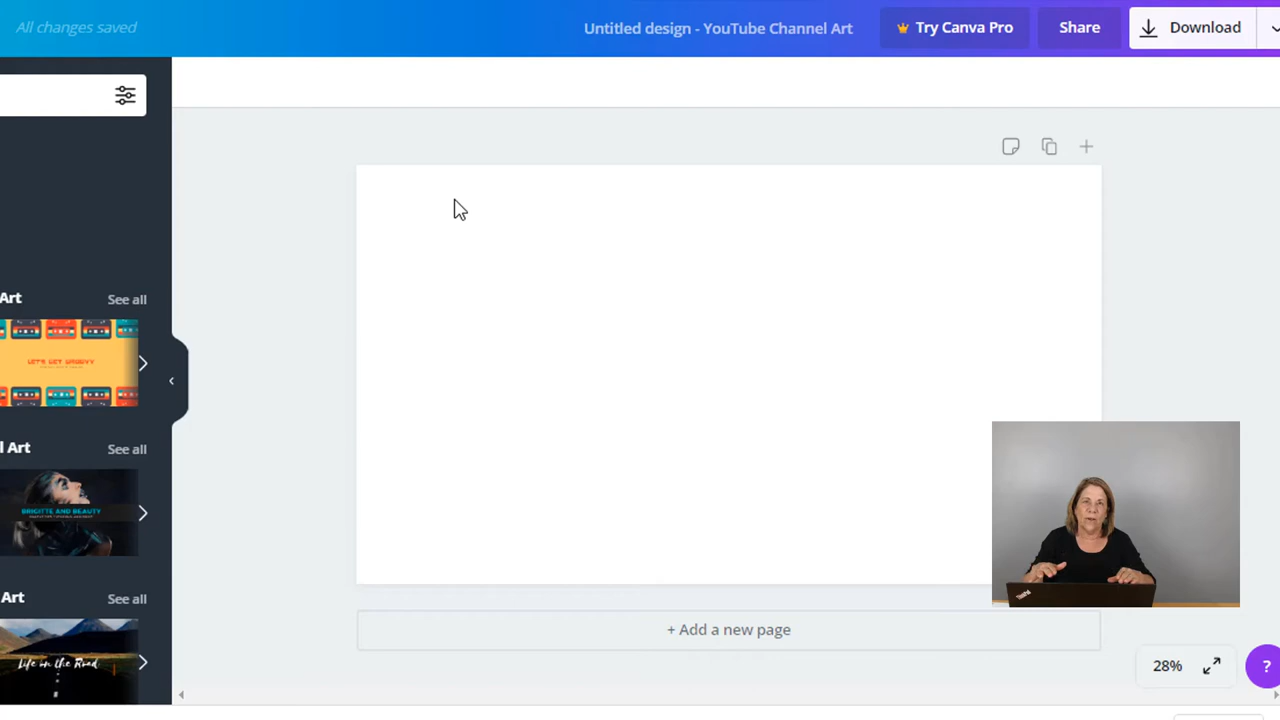 All changes saved
Untitled design - YouTube Channel Art
Try Canva Pro
Share
Download
Art
See all
LET'S GET GROOVY
l Art
See all
BRIGITTE AND BEAUTY
Art
See all
Life on the Road
+ Add a new page
28%
?